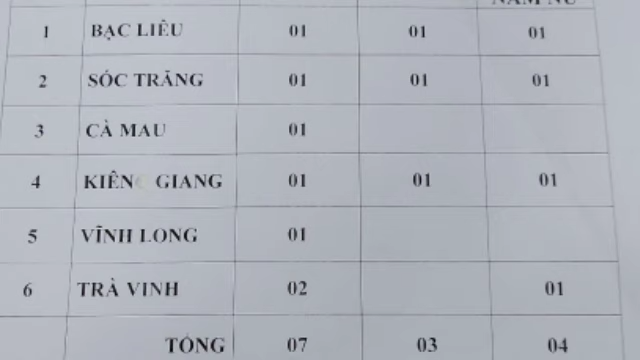 NAM NỮ
1 BẠC LIÊU 01 01 01
2 SÓC TRĂNG 01 01 01
3 CÀ MAU 01
4 KIÊN GIANG 01 01 01
5 VĨNH LONG 01
6 TRÀ VINH 02 01
TỔNG 07 03 04